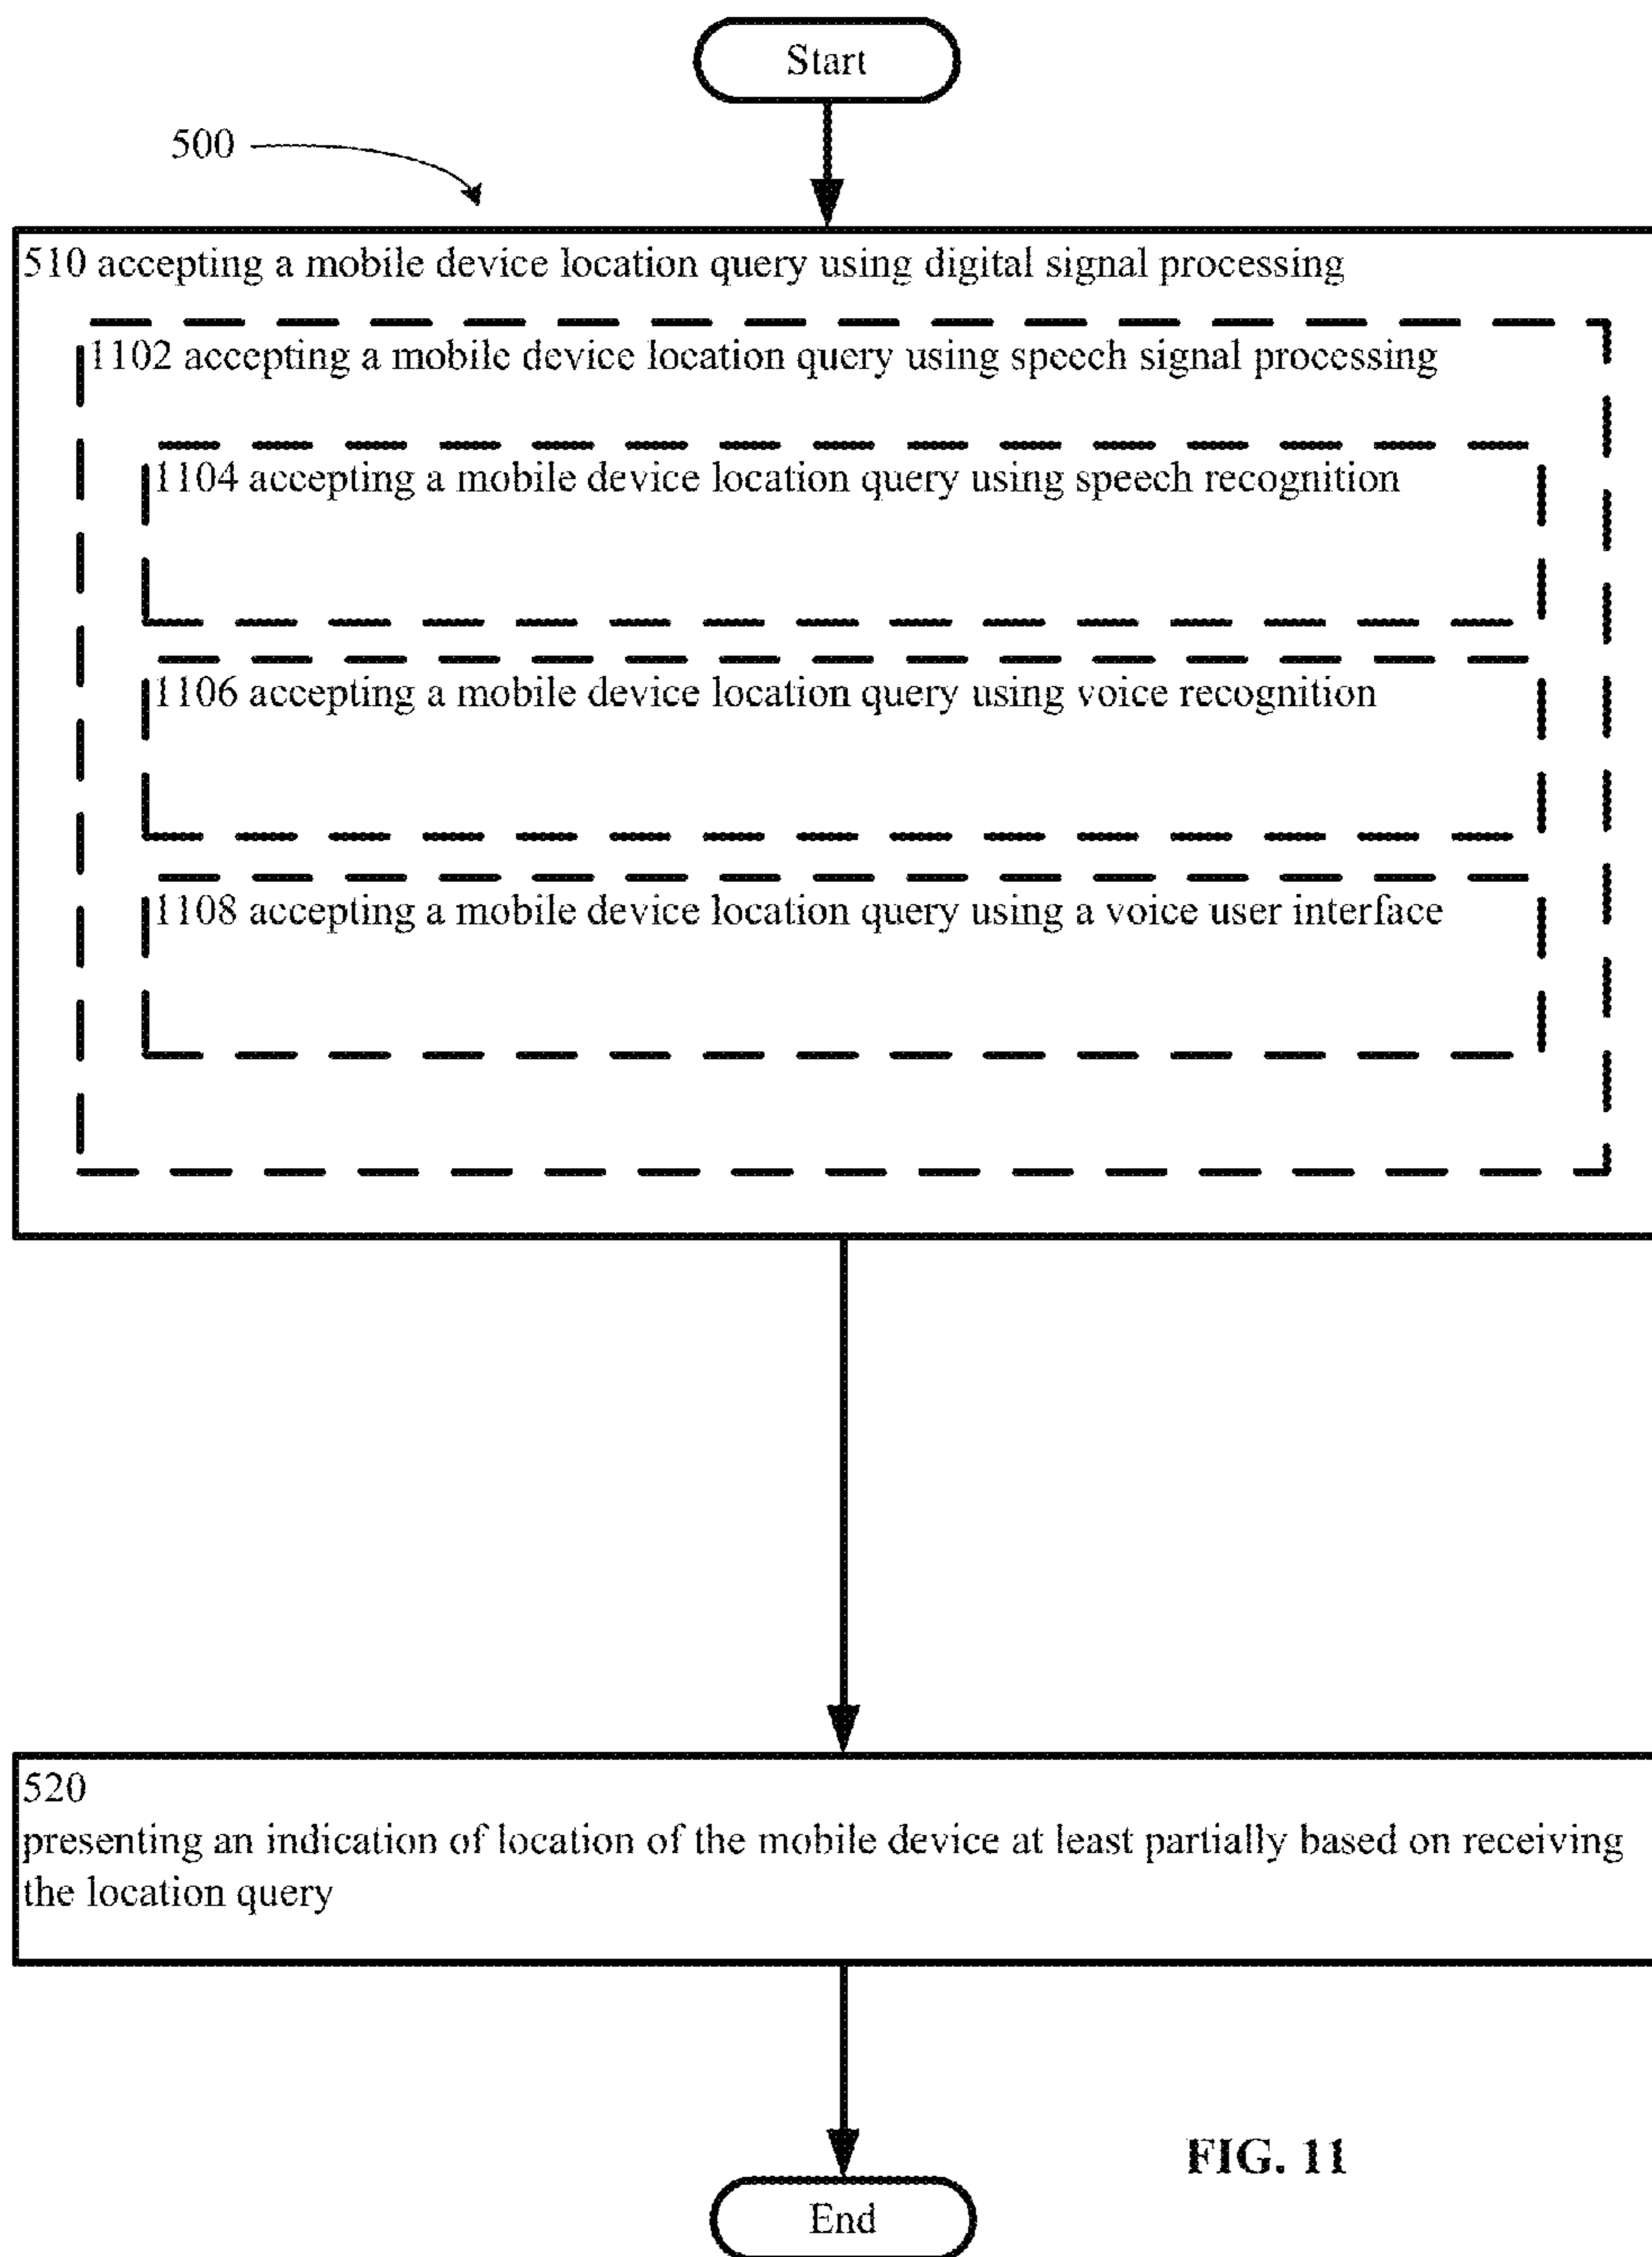 Start
500
510 accepting a mobile device location query using digital signal processing
1102 accepting a mobile device location query using speech signal processing
1104 accepting a mobile device location query using speech recognition
1106 accepting a mobile device location query using voice recognition
1108 accepting a mobile device location query using a voice user interface
520
presenting an indication of location of the mobile device at least partially based on receiving
the location query
FIG. 11
End